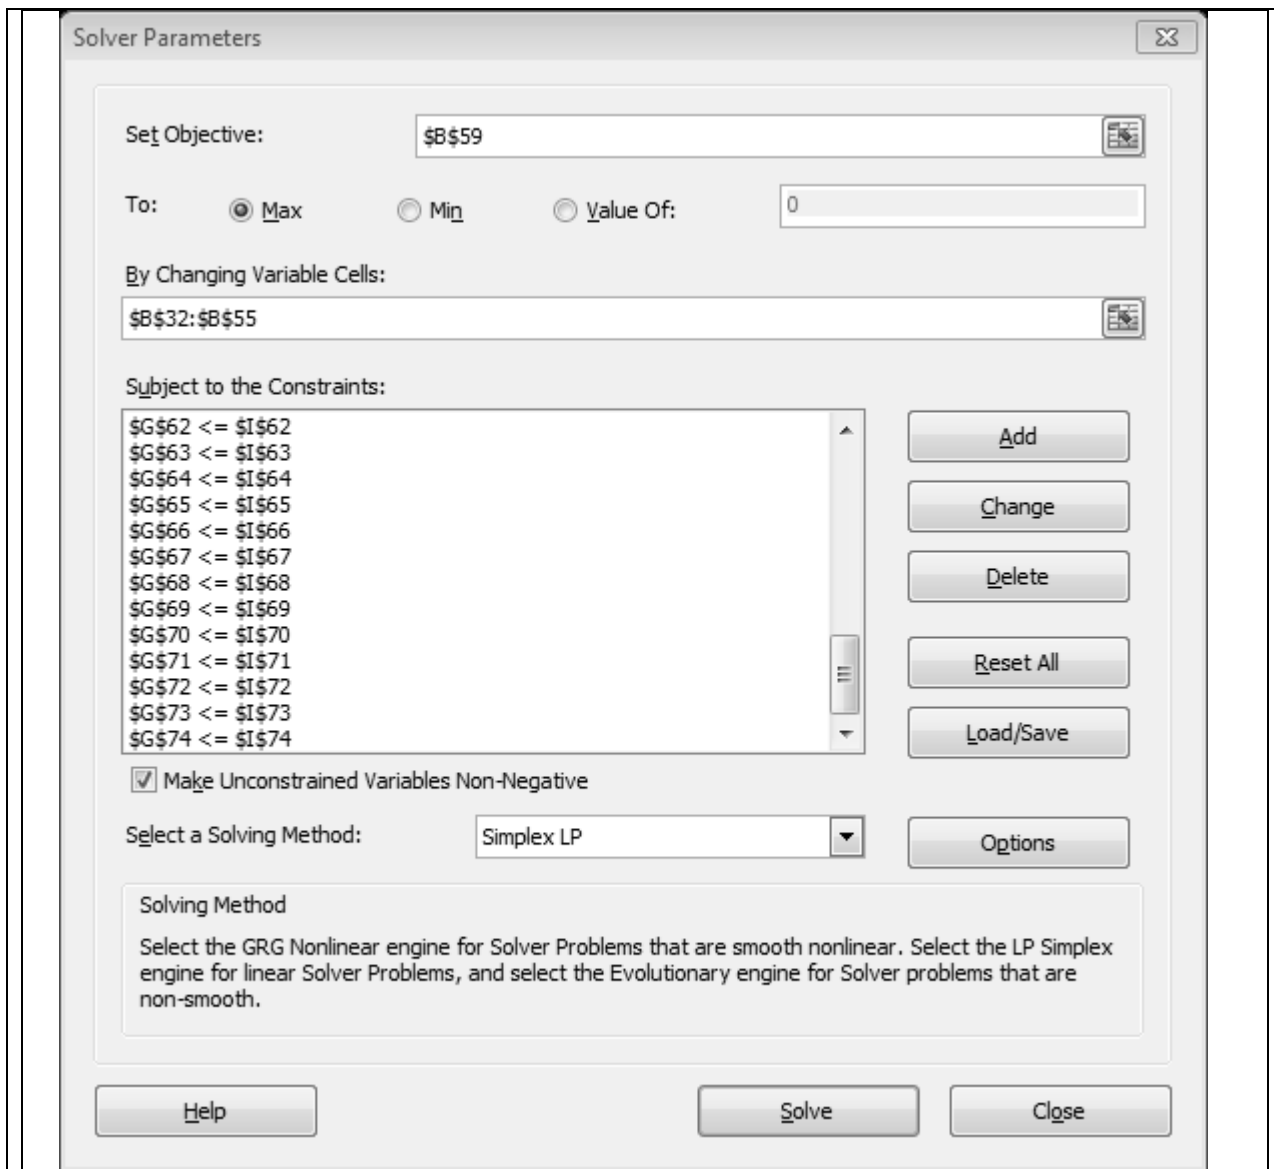 Solver Parameters
Set Objective: $B$59
To: Max Min Value Of: 0
By Changing Variable Cells:
$B$32:$B$55
Subject to the Constraints:
$G$62 <= $I$62
$G$63 <= $I$63
$G$64 <= $I$64
$G$65 <= $I$65
$G$66 <= $I$66
$G$67 <= $I$67
$G$68 <= $I$68
$G$69 <= $I$69
$G$70 <= $I$70
$G$71 <= $I$71
$G$72 <= $I$72
$G$73 <= $I$73
$G$74 <= $I$74
Add
Change
Delete
Reset All
Load/Save
Make Unconstrained Variables Non-Negative
Select a Solving Method: Simplex LP Options
Solving Method
Select the GRG Nonlinear engine for Solver Problems that are smooth nonlinear. Select the LP Simplex
engine for linear Solver Problems, and select the Evolutionary engine for Solver problems that are
non-smooth.
Help Solve Close